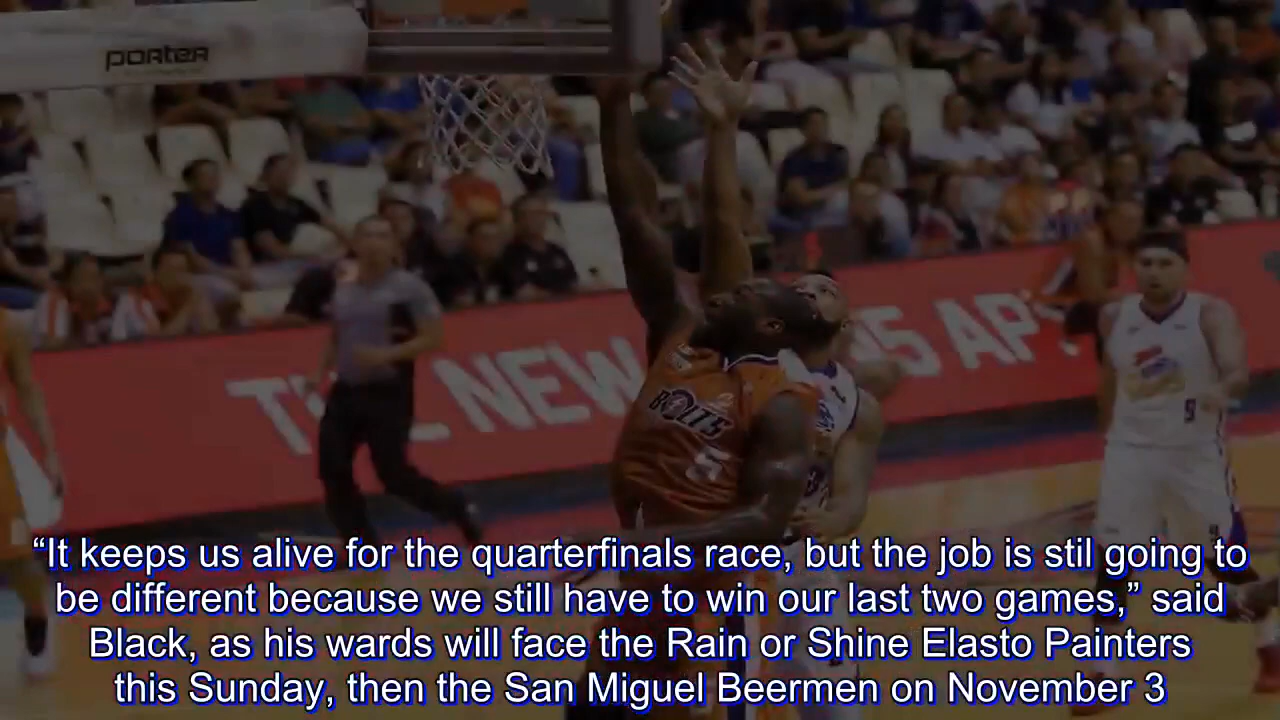 PORTER
“It keeps us alive for the quarterfinals race, but the job is stil going to
be different because we still have to win our last two games,” said
Black, as his wards will face the Rain or Shine Elasto Painters
this Sunday, then the San Miguel Beermen on November 3
NEW
BOLTS
5
5